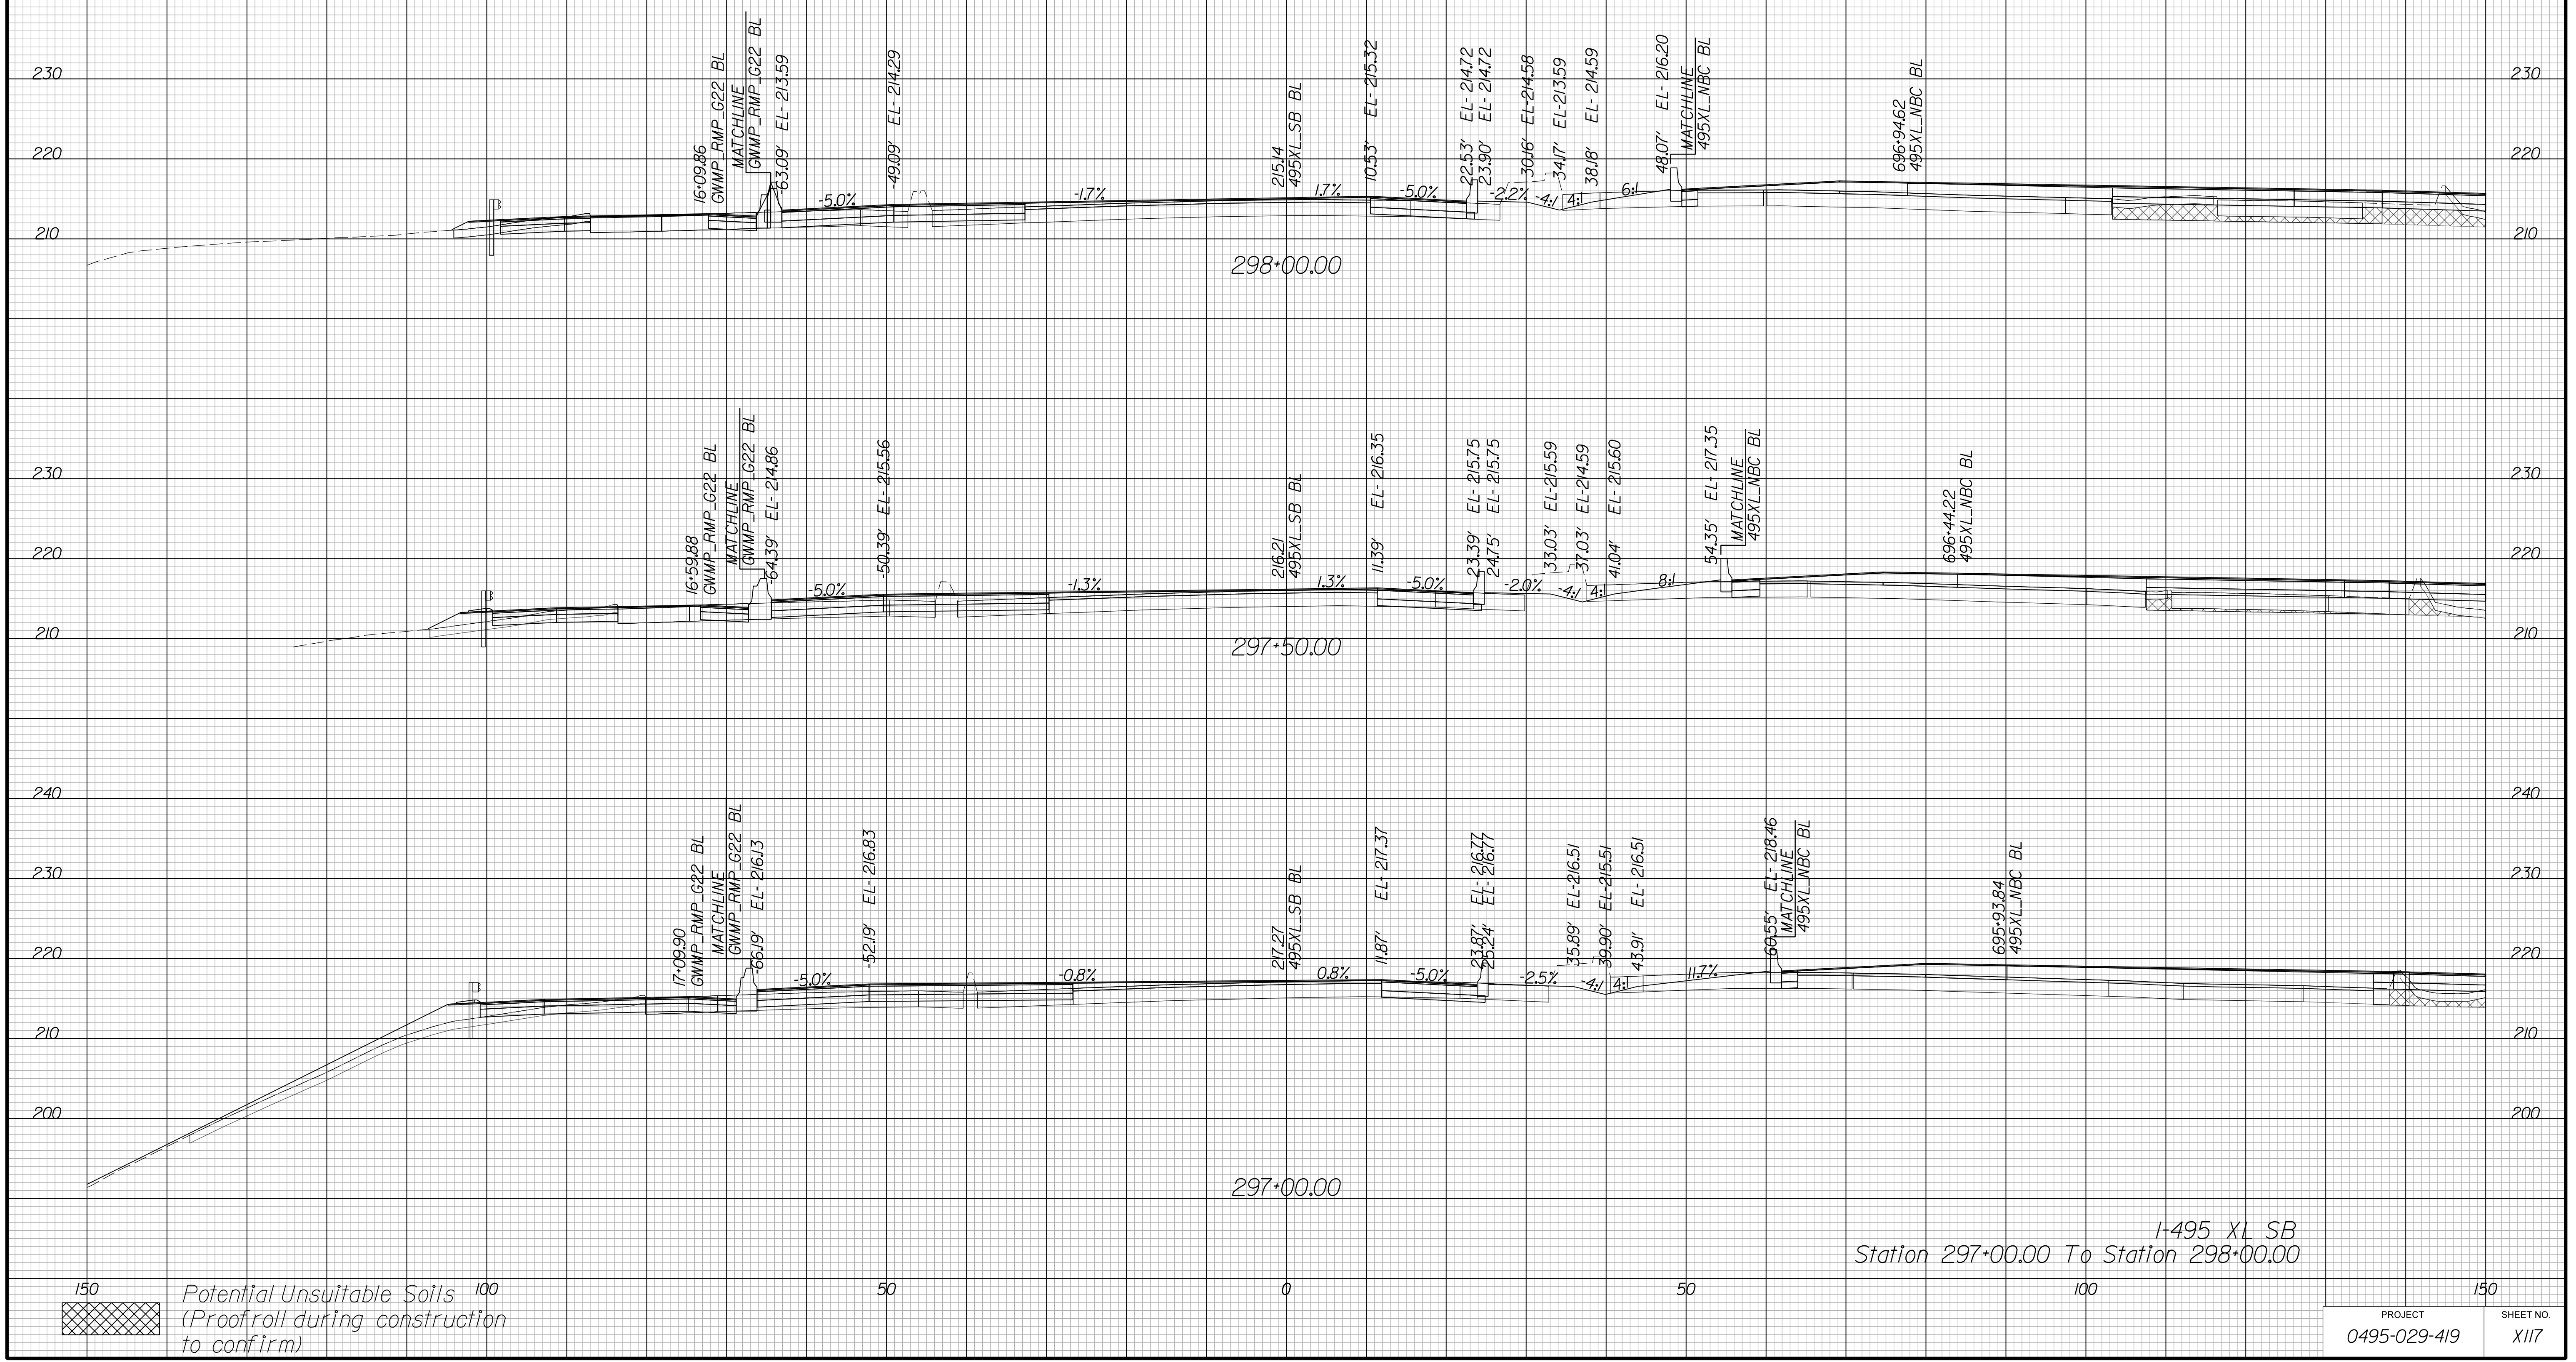 230
16+09.86
GWMP_RMP_G22 BL
MATCHLINE
GWMP_RMP_G22 BL
-63.09' EL- 213.59
-49.09' EL- 214.29
215.14
495XL_SB BL
10.53' EL- 215.32
22.53' EL- 214.72
23.90' EL- 214.72
30.16' EL-214.58
34.17' EL-213.59
38.18' EL- 214.59
48.07' EL- 216.20
MATCHLINE
495XL_NBC BL
696+94.62
495XL_NBC BL
230
220
220
-5.0%
-1.7%
1.7%
-5.0%
-2.2%
-4:1
4:1
6:1
210
210
298+00.00
16+59.88
GWMP_RMP_G22 BL
MATCHLINE
GWMP_RMP_G22 BL
-64.39' EL- 214.86
-50.39' EL- 215.56
216.21
495XL_SB BL
11.39' EL- 216.35
23.39' EL- 215.75
24.75' EL- 215.75
33.03' EL-215.59
37.03' EL-214.59
41.04' EL- 215.60
54.35' EL- 217.35
MATCHLINE
495XL_NBC BL
696+44.22
495XL_NBC BL
230
230
220
220
-5.0%
-1.3%
1.3%
-5.0%
-2.0%
-4:1
4:1
8:1
210
210
297+50.00
240
240
17+09.90
GWMP_RMP_G22 BL
MATCHLINE
GWMP_RMP_G22 BL
-66.19' EL- 216.13
-52.19' EL- 216.83
217.27
495XL_SB BL
11.87' EL- 217.37
23.87' EL- 216.77
25.24' EL- 216.77
35.89' EL-216.51
39.90' EL-215.51
43.91' EL- 216.51
60.55' EL- 218.46
MATCHLINE
495XL_NBC BL
695+93.84
495XL_NBC BL
230
230
220
220
-5.0%
-0.8%
0.8%
-5.0%
-2.5%
-4:1
4:1
11.7%
210
210
200
200
297+00.00
I-495 XL SB
Station 297+00.00 To Station 298+00.00
150
100
50
0
50
100
150
Potential Unsuitable Soils
(Proofroll during construction
to confirm)
PROJECT
0495-029-419
SHEET NO.
X117